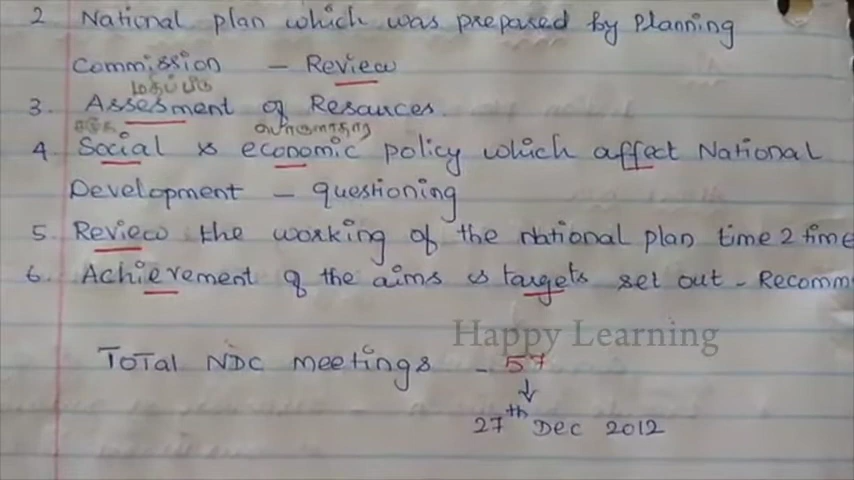 2 National plan which was prepared by Planning
Commission - Review
மதிப்பீடு
3. Assesment of Resources.
சமூக பொருளாதார
4. Social & economic policy which affect National
Development - questioning
5. Review the working of the national plan time 2 time
6. Achievement of the aims & targets set out - Recomm
Happy Learning
Total NDC meetings - 57
↓
27th Dec 2012